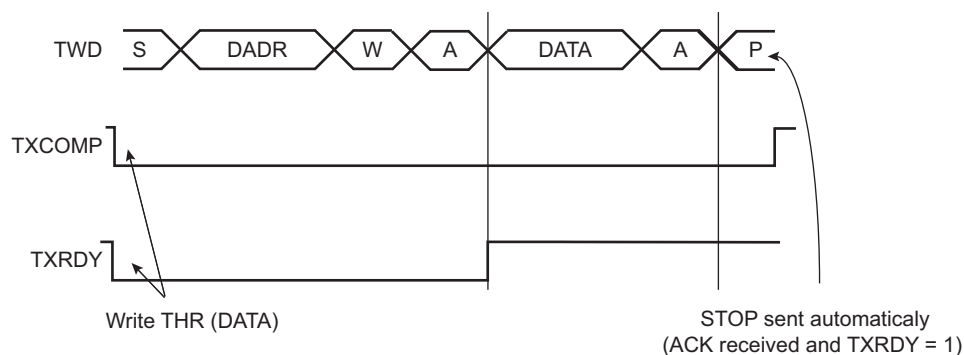 TWD S DADR W A DATA A P
TXCOMP
TXRDY
Write THR (DATA)
STOP sent automaticaly
(ACK received and TXRDY = 1)